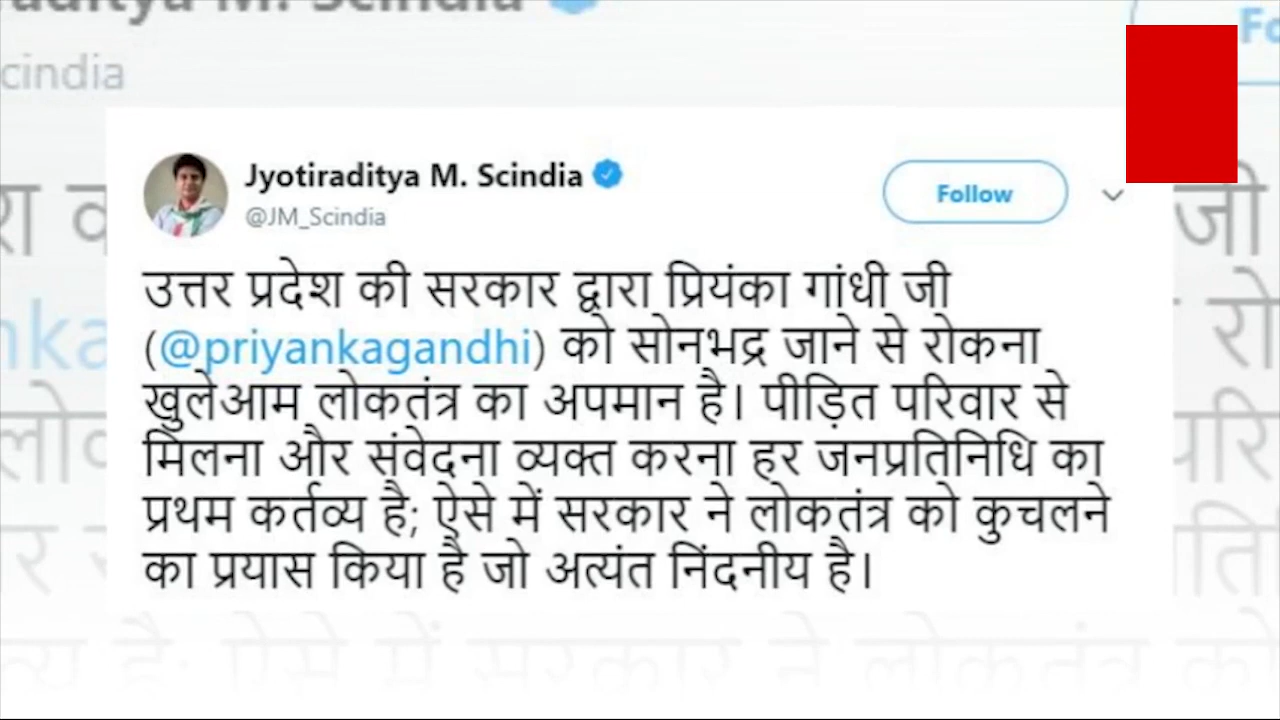 Jyotiraditya M. Scindia
@JM_Scindia
Follow
उत्तर प्रदेश की सरकार द्वारा प्रियंका गांधी जी
(@priyankagandhi) को सोनभद्र जाने से रोकना
खुलेआम लोकतंत्र का अपमान है। पीड़ित परिवार से
मिलना और संवेदना व्यक्त करना हर जनप्रतिनिधि का
प्रथम कर्तव्य है; ऐसे में सरकार ने लोकतंत्र को कुचलने
का प्रयास किया है जो अत्यंत निंदनीय है।